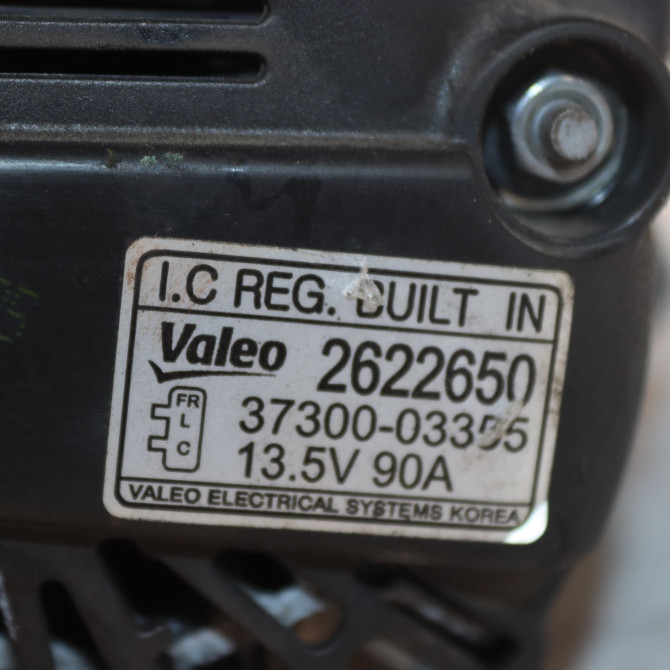 I.C REG. BUILT IN
Valeo 2622650
FR
L
C
37300-03355
13.5V 90A
VALEO ELECTRICAL SYSTEMS KOREA